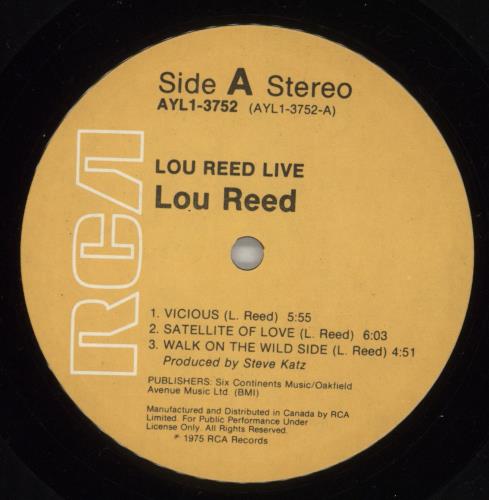 Side A Stereo
AYL1-3752 (AYL1-3752-A)
RCA
LOU REED LIVE
Lou Reed
1. VICIOUS (L. Reed) 5:55
2. SATELLITE OF LOVE (L. Reed) 6:03
3. WALK ON THE WILD SIDE (L. Reed) 4:51
Produced by Steve Katz
PUBLISHERS: Six Continents Music/Oakfield
Avenue Music Ltd. (BMI)
Manufactured and Distributed in Canada by RCA
Limited. For Public Performance Under
License Only. All Rights Reserved.
℗ 1975 RCA Records